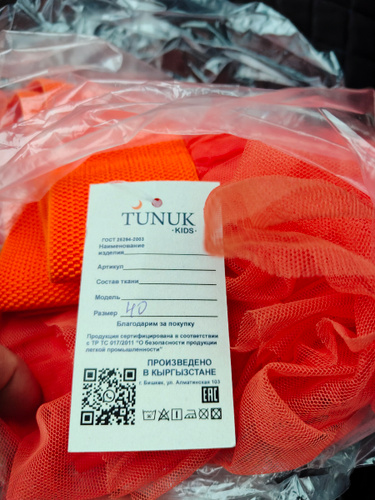 TUNUK
-KIDS-
ГОСТ 26294-2003
Наименование
изделия
Артикул
Состав ткани
Модель
Размер 40
Благодарим за покупку
Продукция сертифицирована в соответствии
с ТР ТС 017/2011 "О безопасности продукции
легкой промышленности"
ПРОИЗВЕДЕНО
В КЫРГЫЗСТАНЕ
г. Бишкек, ул. Алматинская 103
EAC